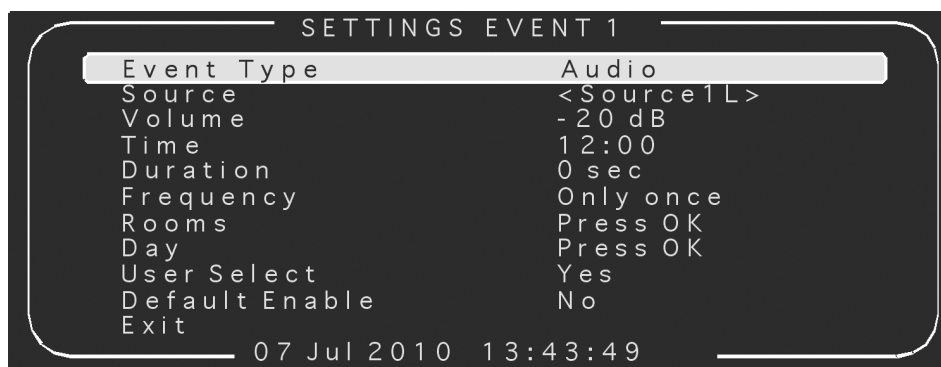 SETTINGS EVENT 1
Event Type Audio
Source <Source1L>
Volume -20 dB
Time 12:00
Duration 0 sec
Frequency Only once
Rooms Press OK
Day Press OK
User Select Yes
Default Enable No
Exit
07 Jul 2010 13:43:49